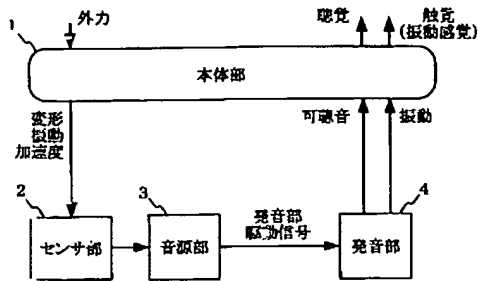 外力
聴覚
触覚
(振動感覚)
1
本体部
変形
振動
加速度
可聴音
振動
2
センサ部
3
音源部
発音部
駆動信号
4
発音部